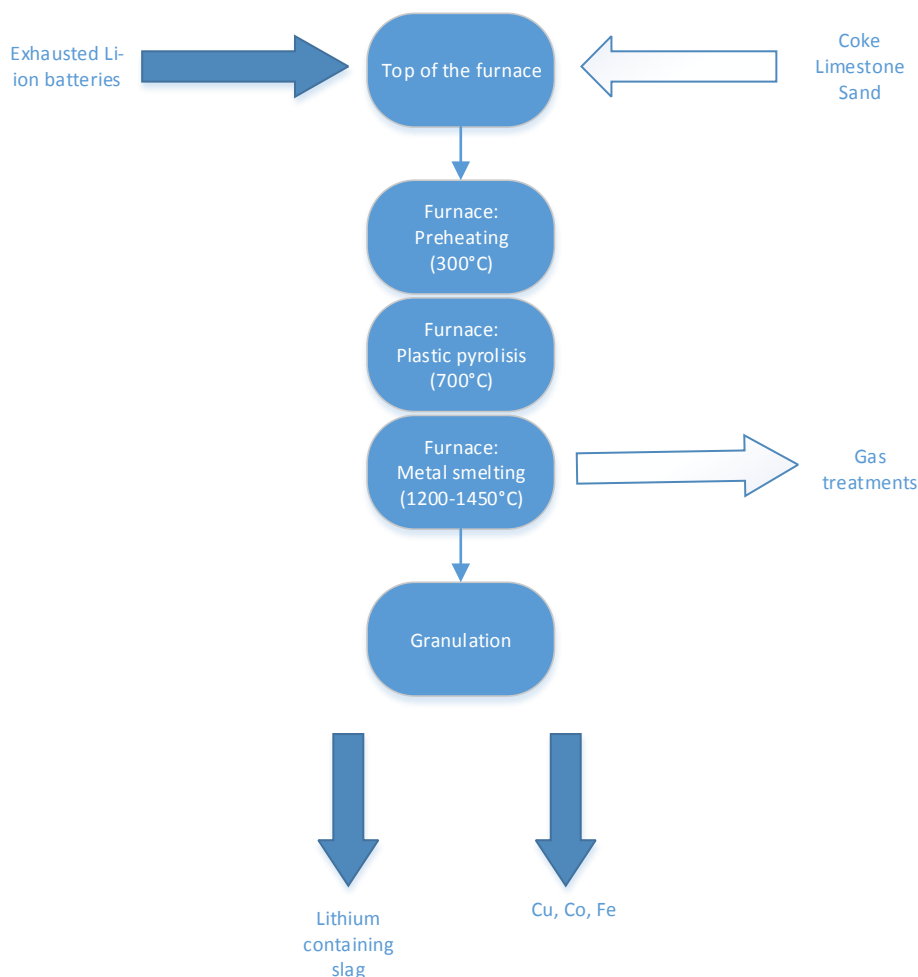 Exhausted Li-
ion batteries
Top of the furnace
Coke
Limestone
Sand
Furnace:
Preheating
(300°C)
Furnace:
Plastic pyrolisis
(700°C)
Furnace:
Metal smelting
(1200-1450°C)
Gas
treatments
Granulation
Lithium
containing
slag
Cu, Co, Fe